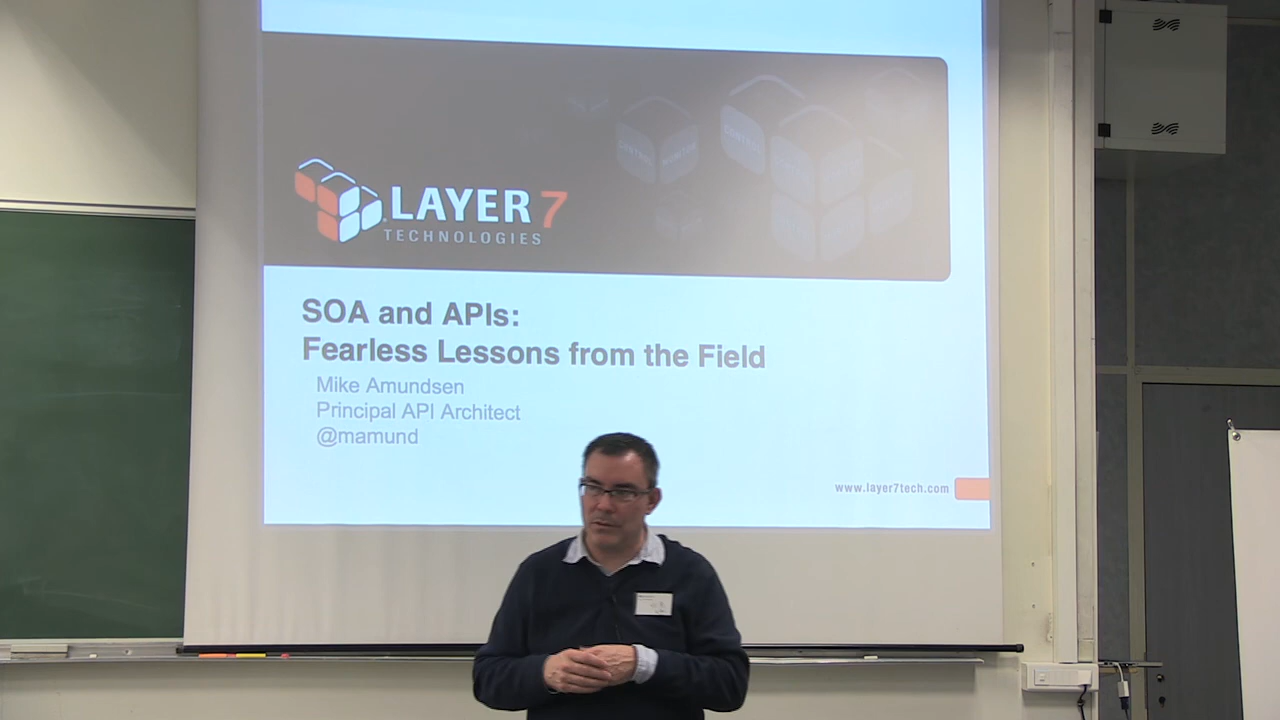 LAYER 7
TECHNOLOGIES
SOA and APIs:
Fearless Lessons from the Field
Mike Amundsen
Principal API Architect
@mamund
www.layer7tech.com